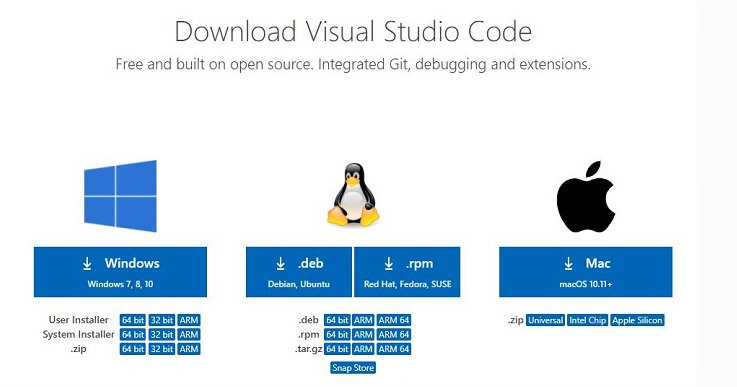 Download Visual Studio Code
Free and built on open source. Integrated Git, debugging and extensions.
Windows
Windows 7, 8, 10
User Installer 64 bit 32 bit ARM
System Installer 64 bit 32 bit ARM
.zip 64 bit 32 bit ARM
.deb
Debian, Ubuntu
.rpm
Red Hat, Fedora, SUSE
.deb 64 bit ARM ARM 64
.rpm 64 bit ARM ARM 64
.tar.gz 64 bit ARM ARM 64
Snap Store
Mac
macOS 10.11+
.zip Universal Intel Chip Apple Silicon